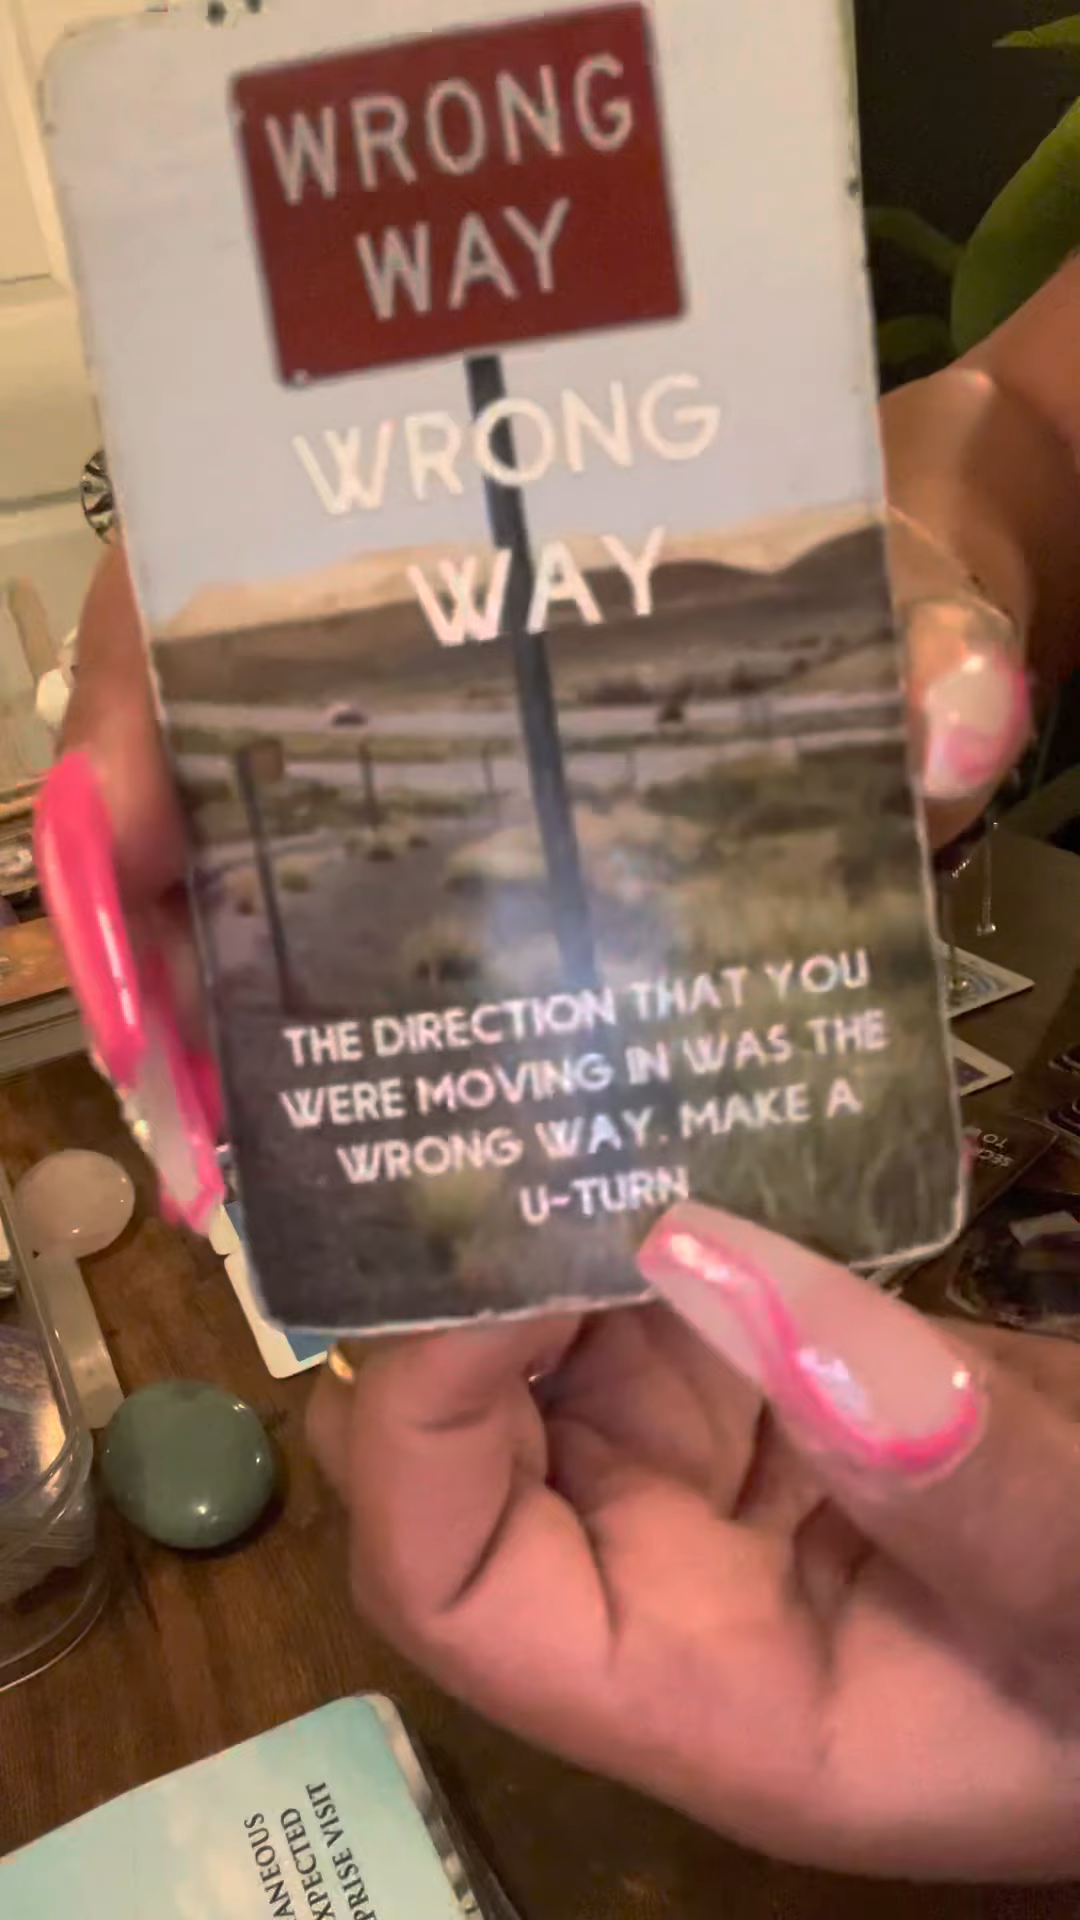 WRONG
WAY
WRONG
WAY
THE DIRECTION THAT YOU
WERE MOVING IN WAS THE
WRONG WAY. MAKE A
U-TURN
ANEOUS
XPECTED
PRISE VISIT